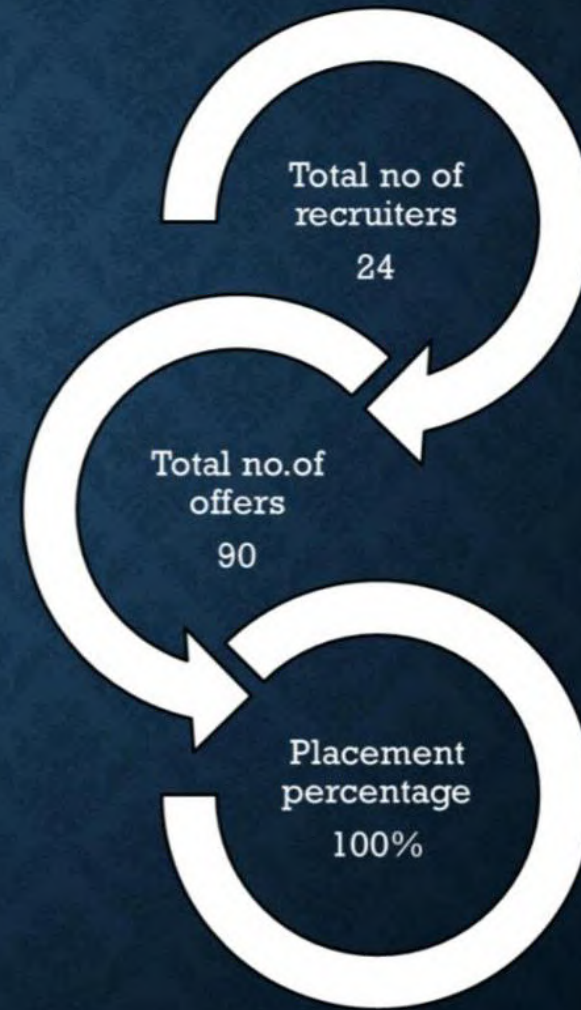 Total no of
recruiters
24
Total no.of
offers
90
Placement
percentage
100%